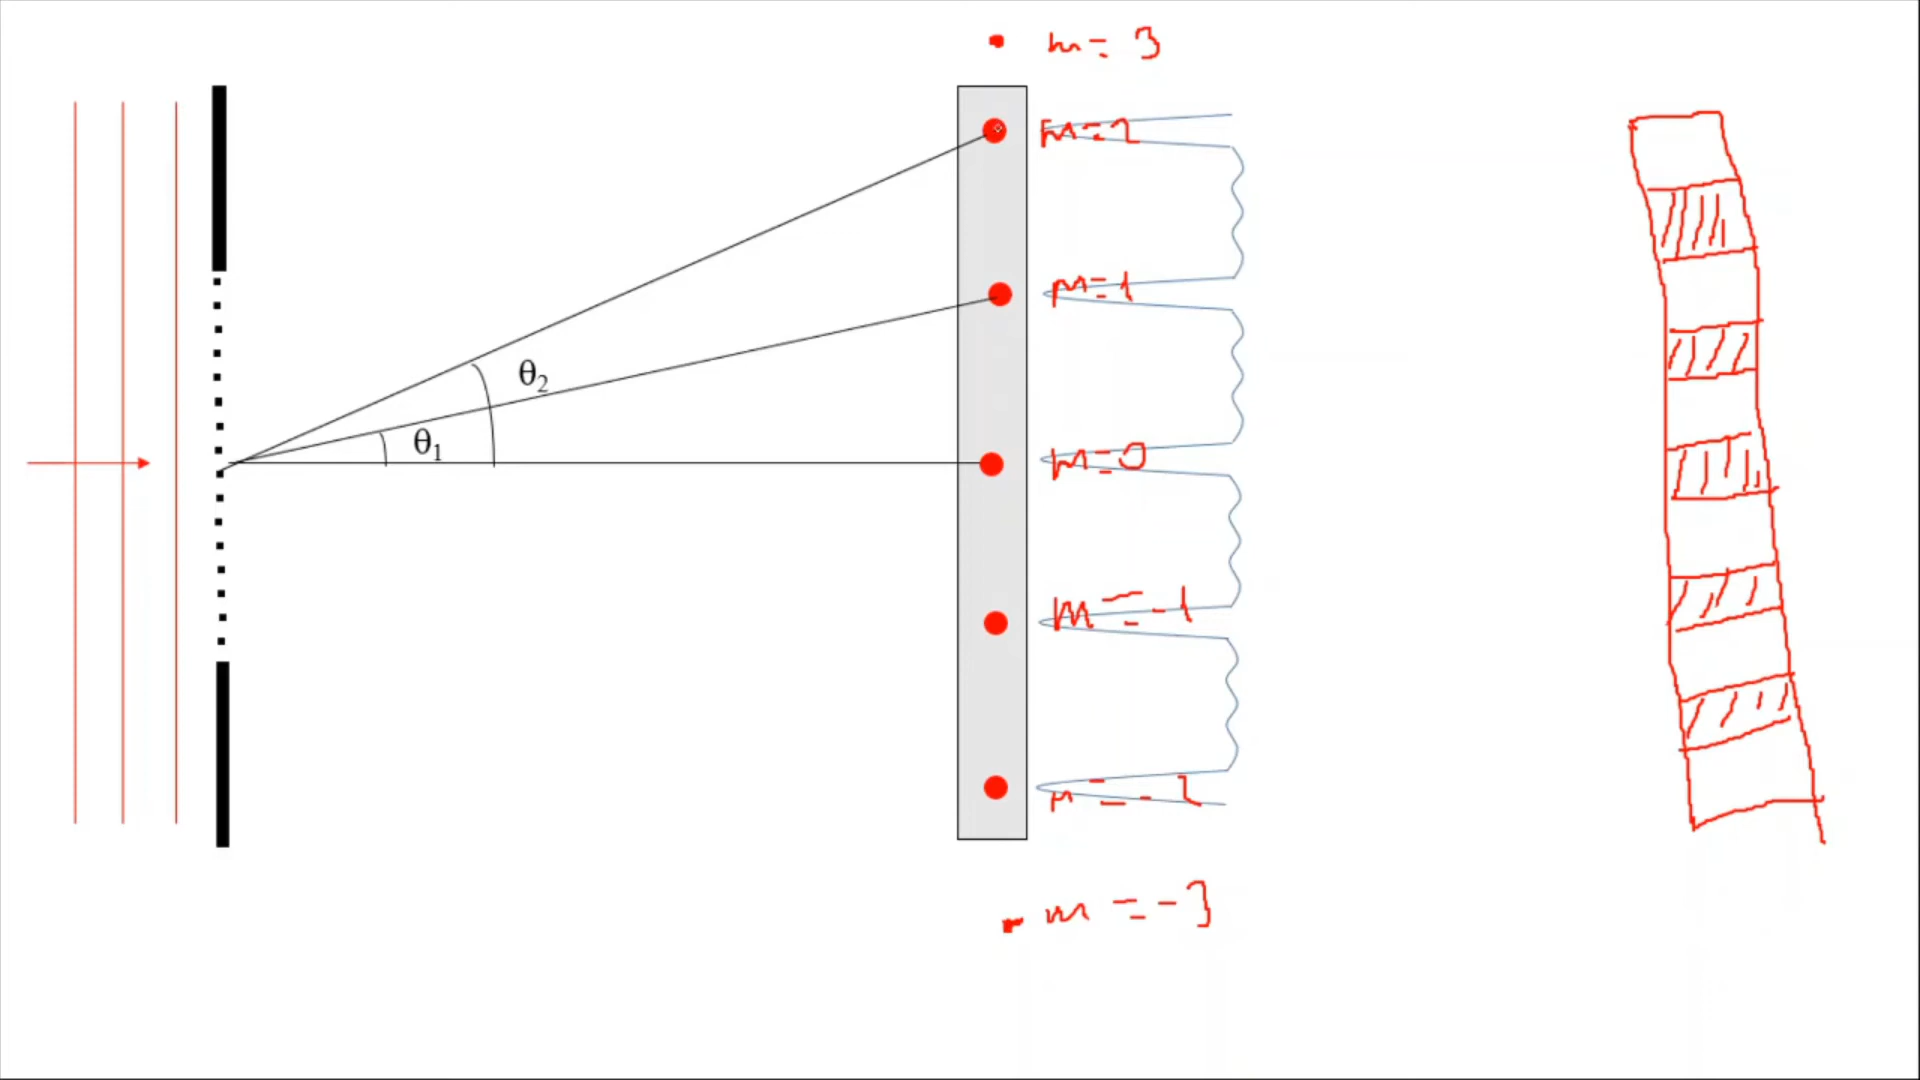 m = 3
m = 2
m = 1
θ2
θ1
m = 0
m = -1
m = -2
m = -3